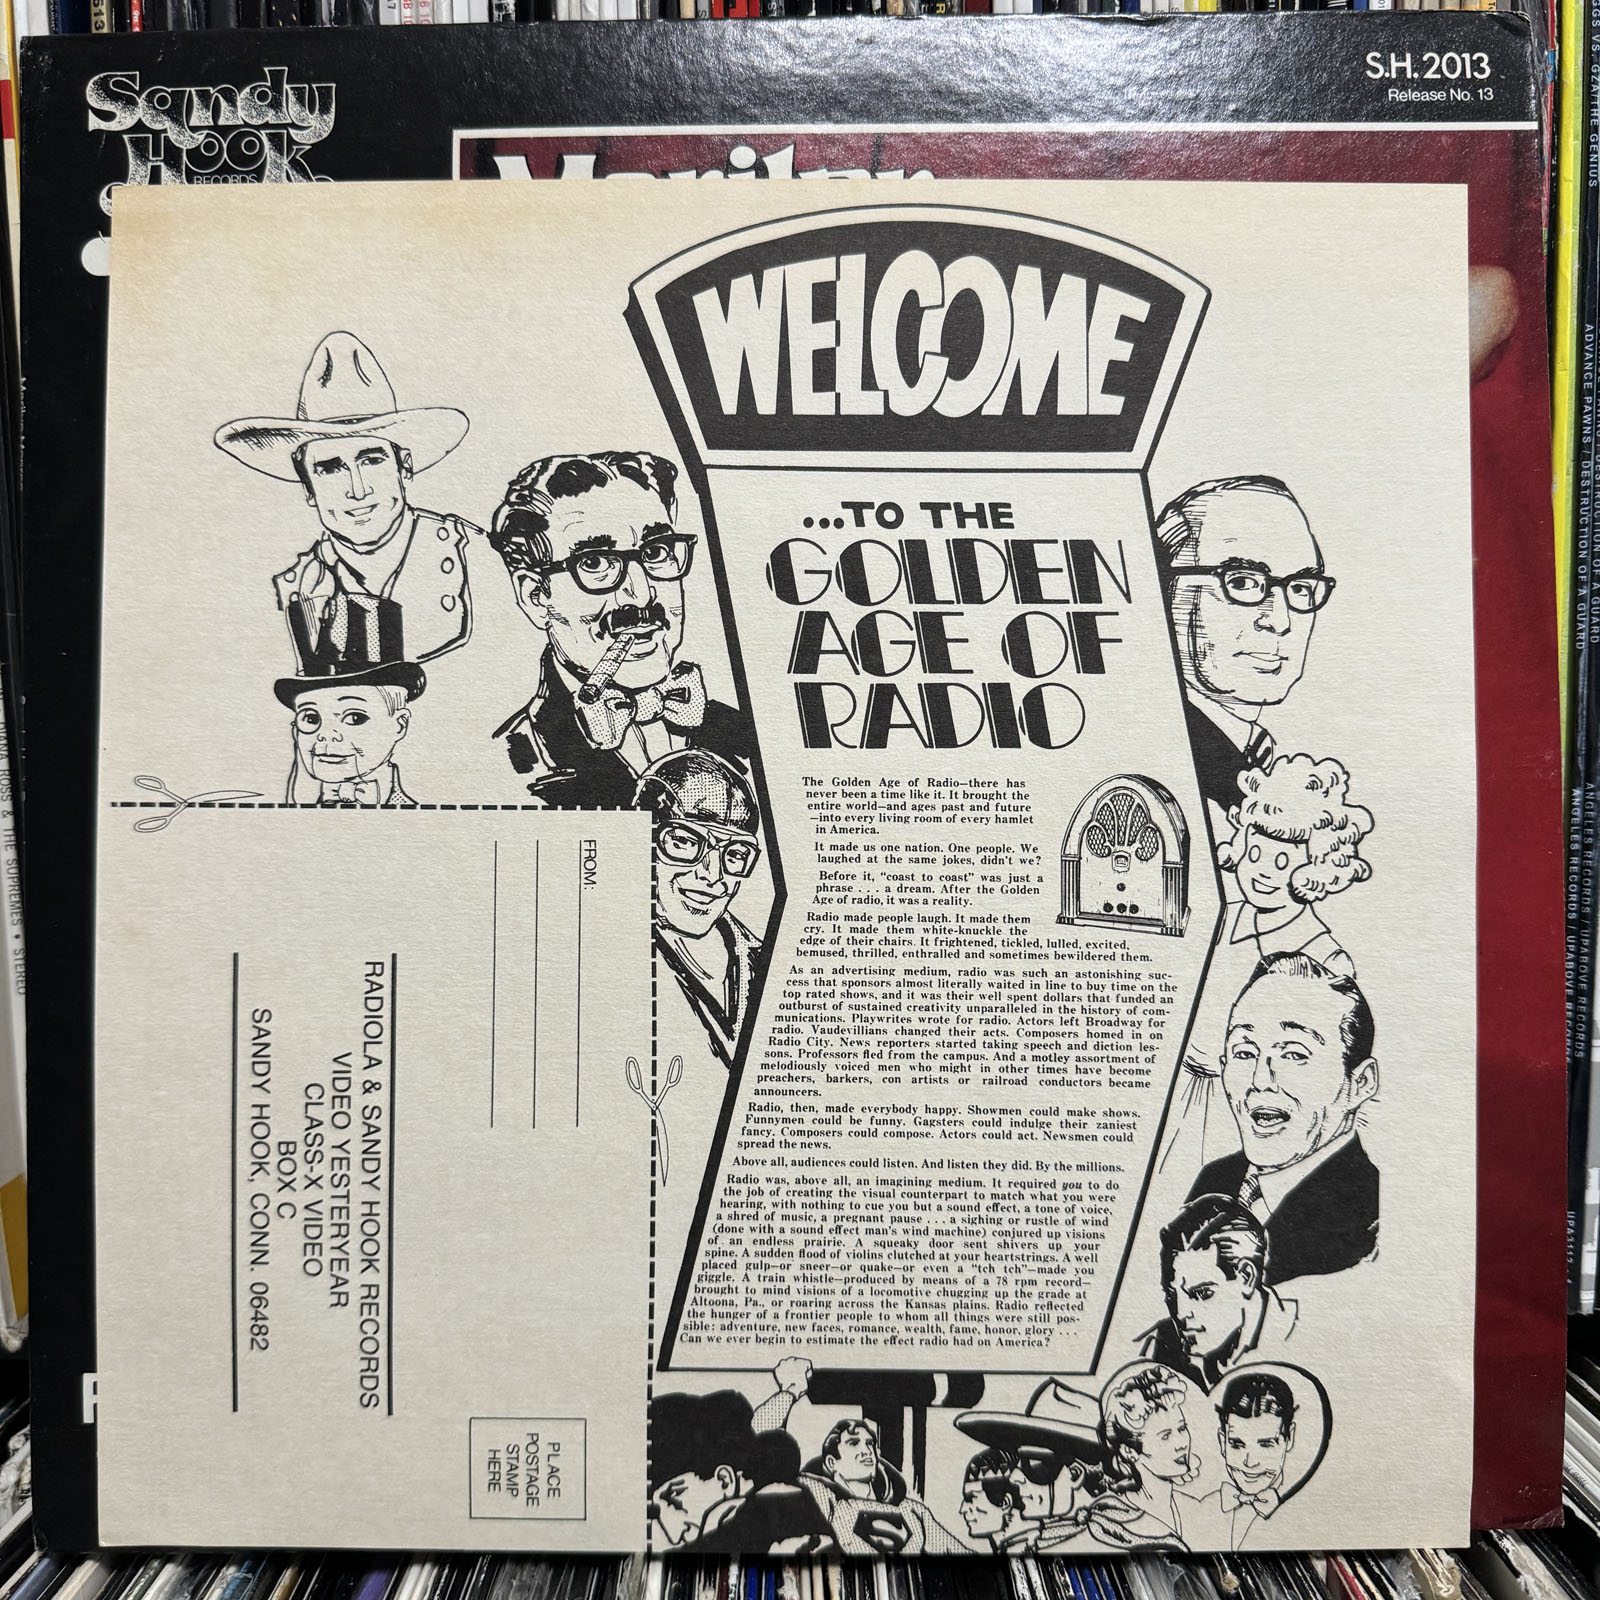 Sandy
Hook
RECORDS
S.H. 2013
Release No. 13
WELCOME
...TO THE
GOLDEN
AGE OF
RADIO
The Golden Age of Radio—there has
never been a time like it. It brought the
entire world—and ages past and future
—into every living room of every hamlet
in America.
It made us one nation. One people. We
laughed at the same jokes, didn't we?
Before it, "coast to coast" was just a
phrase . . . a dream. After the Golden
Age of radio, it was a reality.
Radio made people laugh. It made them
cry. It made them white-knuckle the
edge of their chairs. It frightened, tickled, lulled, excited,
bemused, thrilled, enthralled and sometimes bewildered them.
As an advertising medium, radio was such an astonishing suc-
cess that sponsors almost literally waited in line to buy time on the
top rated shows, and it was their well spent dollars that funded an
outburst of sustained creativity unparalleled in the history of com-
munications. Playwrites wrote for radio. Actors left Broadway for
radio. Vaudevillians changed their acts. Composers homed in on
Radio City. News reporters started taking speech and diction les-
sons. Professors fled from the campus. And a motley assortment of
melodiously voiced men who might in other times have become
preachers, barkers, con artists or railroad conductors became
announcers.
Radio, then, made everybody happy. Showmen could make shows.
Funnymen could be funny. Gagsters could indulge their zaniest
fancy. Composers could compose. Actors could act. Newsmen could
spread the news.
Above all, audiences could listen. And listen they did. By the millions.
Radio was, above all, an imagining medium. It required you to do
the job of creating the visual counterpart to match what you were
hearing, with nothing to cue you but a sound effect, a tone of voice,
a shred of music, a pregnant pause . . . a sighing or rustle of wind
(done with a sound effect man's wind machine) conjured up visions
of an endless prairie. A squeaky door sent shivers up your
spine. A sudden flood of violins clutched at your heartstrings. A well
placed gulp—or sneer—or quake—or even a "tch tch"—made you
giggle. A train whistle—produced by means of a 78 rpm record—
brought to mind visions of a locomotive chugging up the grade at
Altoona, Pa., or roaring across the Kansas plains. Radio reflected
the hunger of a frontier people to whom all things were still pos-
sible: adventure, new faces, romance, wealth, fame, honor, glory . . .
Can we ever begin to estimate the effect radio had on America?
FROM:
RADIOLA & SANDY HOOK RECORDS
VIDEO YESTERYEAR
CLASS-X VIDEO
BOX C
SANDY HOOK, CONN. 06482
PLACE
POSTAGE
STAMP
HERE
S
DIANA ROSS & THE SUPREMES • STEREO
ADVANCE PAWNS / DESTRUCTION OF A GUARD
ANGELES RECORDS / UPABOVE RECORDS